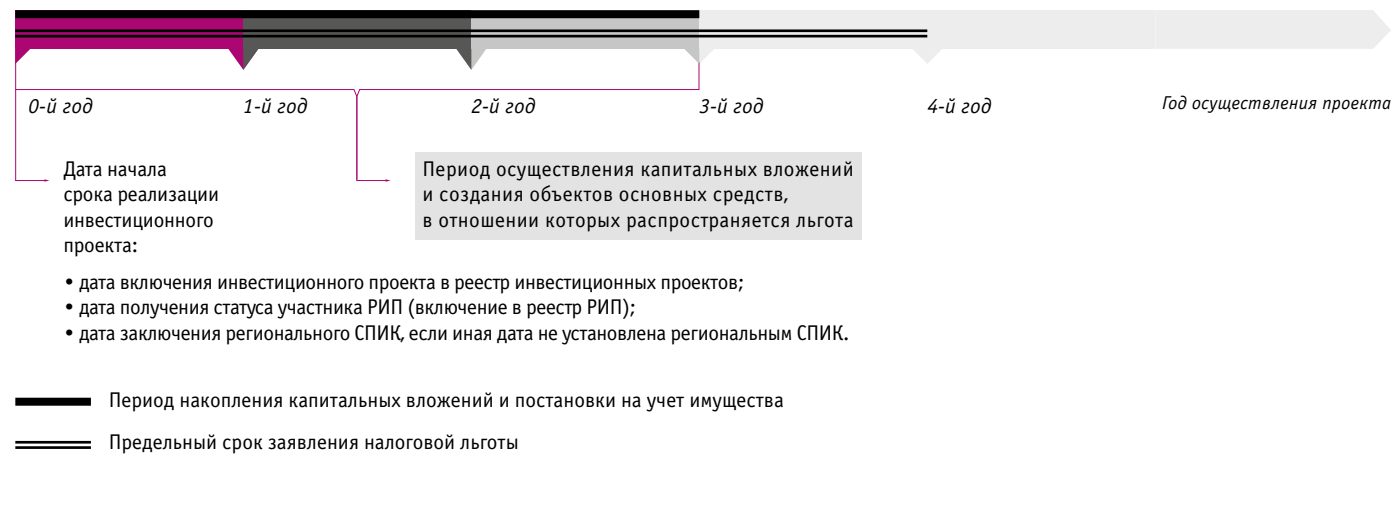 0-й год
1-й год
2-й год
3-й год
4-й год
Год осуществления проекта
Дата начала
срока реализации
инвестиционного
проекта:
Период осуществления капитальных вложений
и создания объектов основных средств,
в отношении которых распространяется льгота
• дата включения инвестиционного проекта в реестр инвестиционных проектов;
• дата получения статуса участника РИП (включение в реестр РИП);
• дата заключения регионального СПИК, если иная дата не установлена региональным СПИК.
Период накопления капитальных вложений и постановки на учет имущества
Предельный срок заявления налоговой льготы